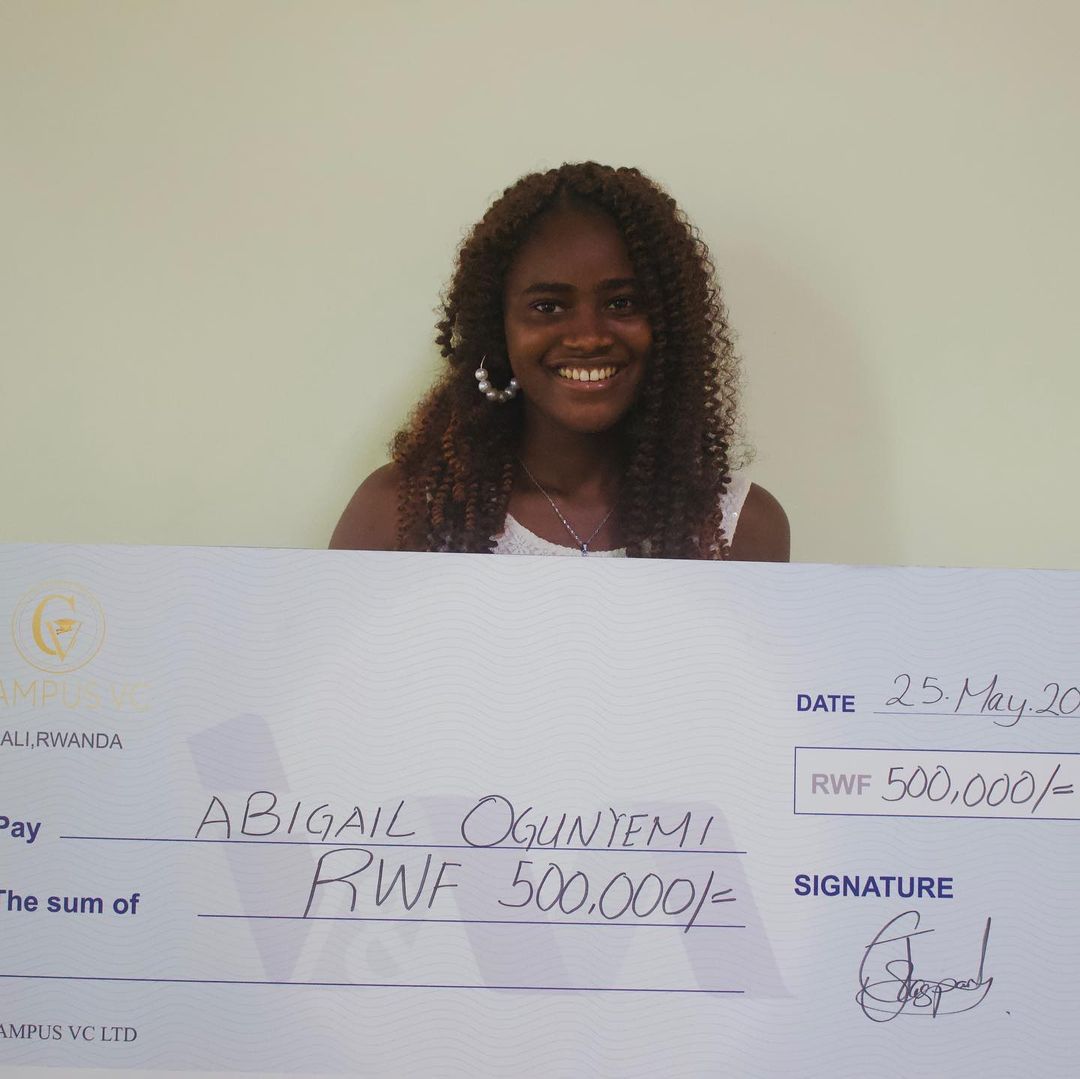 AMPUS VC
ALI,RWANDA
DATE 25.May.20
RWF 500,000/=
Pay ABIGAIL OGUNYEMI
The sum of RWF 500,000/=
SIGNATURE
AMPUS VC LTD